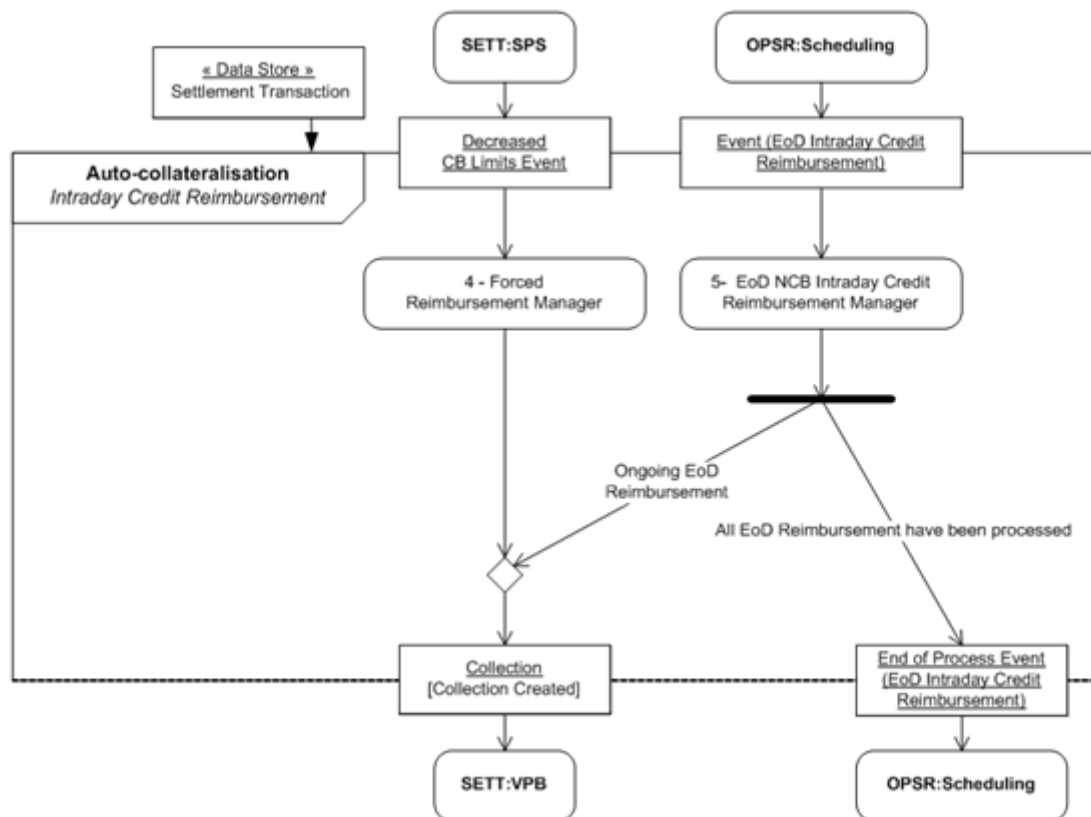 SETT:SPS
OPSR:Scheduling
« Data Store »
Settlement Transaction
Decreased
CB Limits Event
Event (EoD Intraday Credit
Reimbursement)
Auto-collateralisation
Intraday Credit Reimbursement
4 - Forced
Reimbursement Manager
5- EoD NCB Intraday Credit
Reimbursement Manager
Ongoing EoD
Reimbursement
All EoD Reimbursement have been processed
Collection
[Collection Created]
End of Process Event
(EoD Intraday Credit
Reimbursement)
SETT:VPB
OPSR:Scheduling